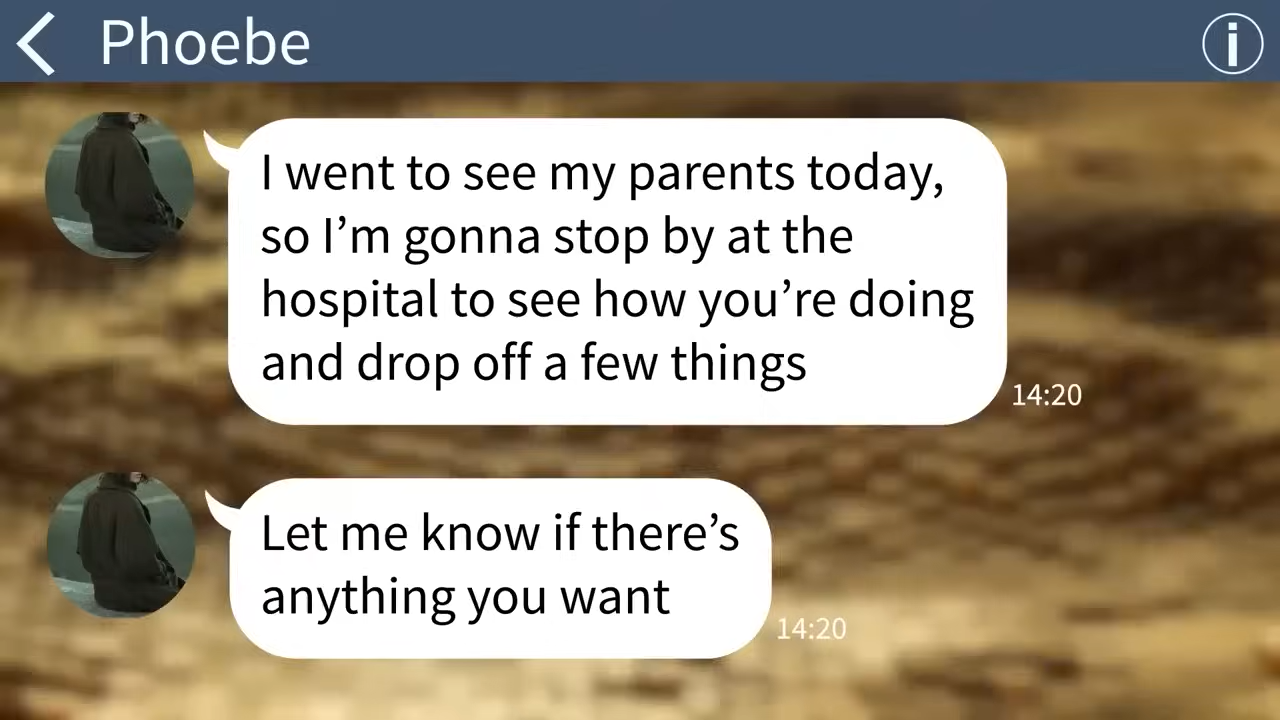 Phoebe
I went to see my parents today,
so I’m gonna stop by at the
hospital to see how you’re doing
and drop off a few things
14:20
Let me know if there’s
anything you want
14:20